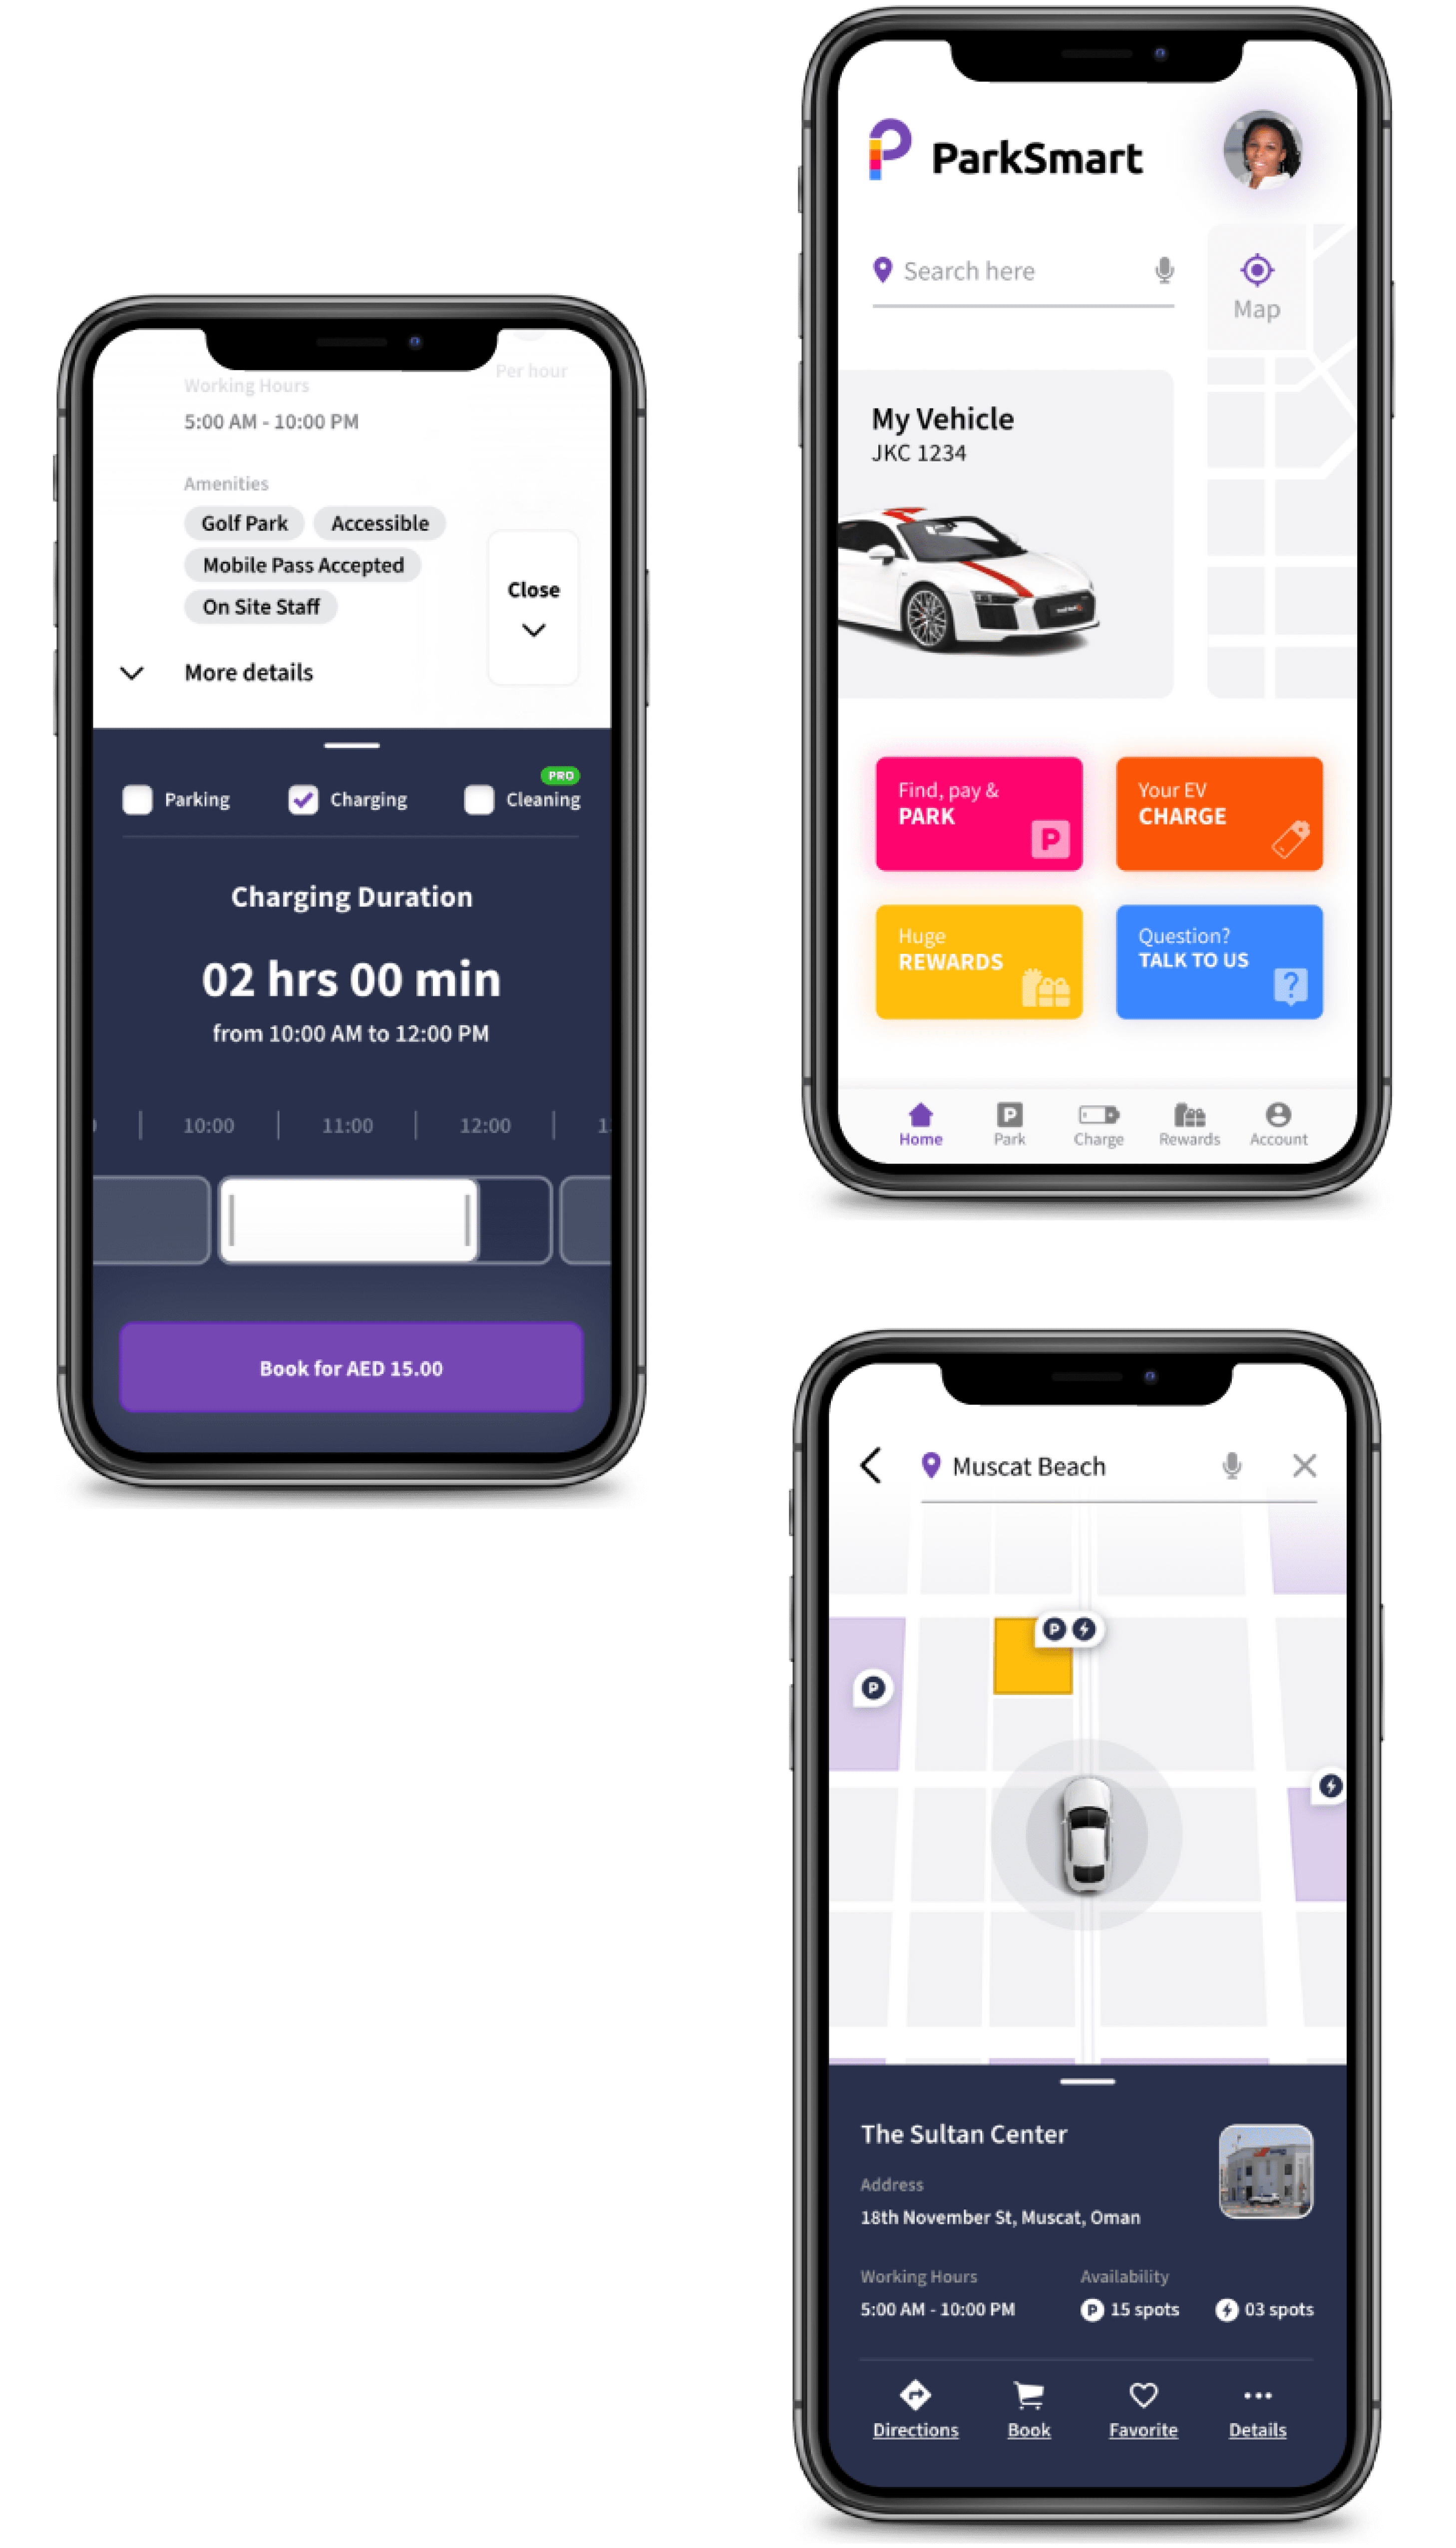 Per hour
Working Hours
5:00 AM - 10:00 PM
Amenities
Golf Park
Accessible
Mobile Pass Accepted
On Site Staff
Close
More details
PRO
Parking
Charging
Cleaning
Charging Duration
02 hrs 00 min
from 10:00 AM to 12:00 PM
10:00
11:00
12:00
Book for AED 15.00
P ParkSmart
Search here
Map
My Vehicle
JKC 1234
Find, pay &
PARK
P
Your EV
CHARGE
Huge
REWARDS
Question?
TALK TO US
?
P
Home
Park
Charge
Rewards
Account
Muscat Beach
P
P
The Sultan Center
Address
18th November St, Muscat, Oman
Working Hours
Availability
5:00 AM - 10:00 PM
P 15 spots
03 spots
Directions
Book
Favorite
Details